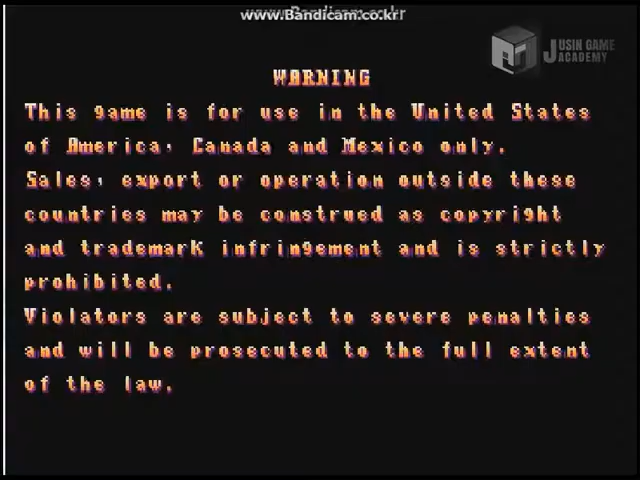 www.Bandicam.co.kr
JUSIN GAME
ACADEMY
WARNING
This game is for use in the United States
of America, Canada and Mexico only.
Sales, export or operation outside these
countries may be construed as copyright
and trademark infringement and is strictly
prohibited.
Violators are subject to severe penalties
and will be prosecuted to the full extent
of the law.